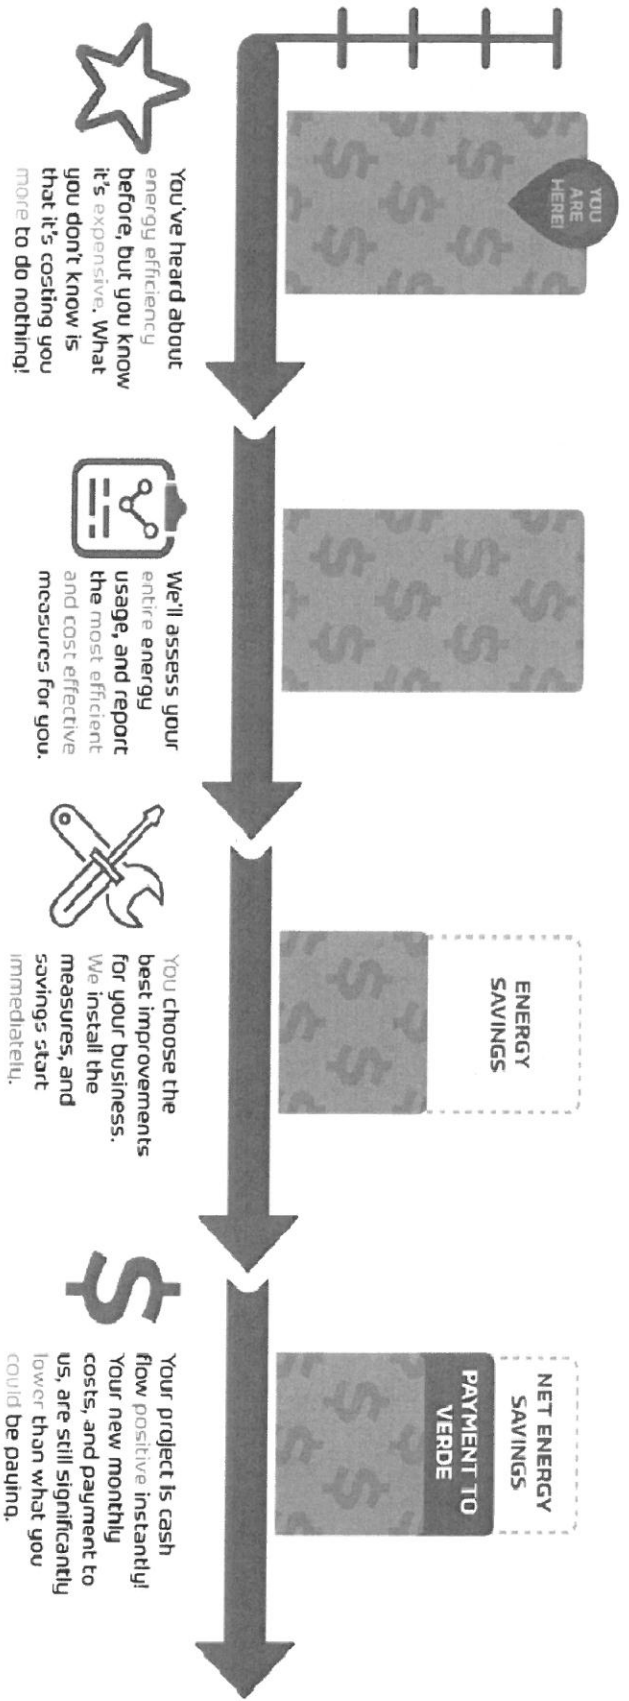 YOU
ARE
HERE!
You've heard about
energy efficiency
before, but you know
it's expensive. What
you don't know is
that it's costing you
more to do nothing!
We'll assess your
entire energy
usage, and report
the most efficient
and cost effective
measures for you.
ENERGY
SAVINGS
You choose the
best improvements
for your business.
We install the
measures, and
savings start
immediately.
NET ENERGY
SAVINGS
PAYMENT TO
VERDE
Your project is cash
flow positive instantly!
Your new monthly
costs, and payment to
us, are still significantly
lower than what you
could be paying.